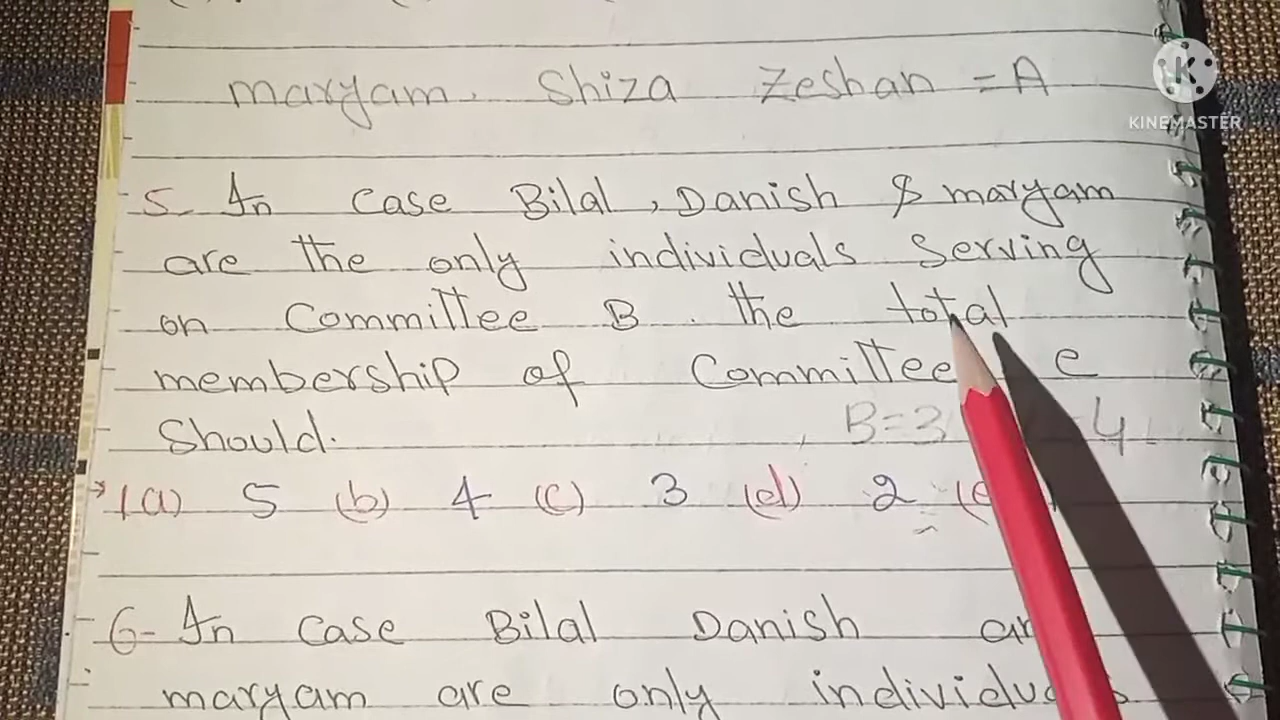 maryam. Shiza Zeshan = A
KINEMASTER
5- In case Bilal, Danish & maryam
are the only individuals serving
on Committee B. the total
membership of Committee C
should.
B=3 4
(a) 5 (b) 4 (c) 3 (d) 2
6- In case Bilal Danish
maryam are only